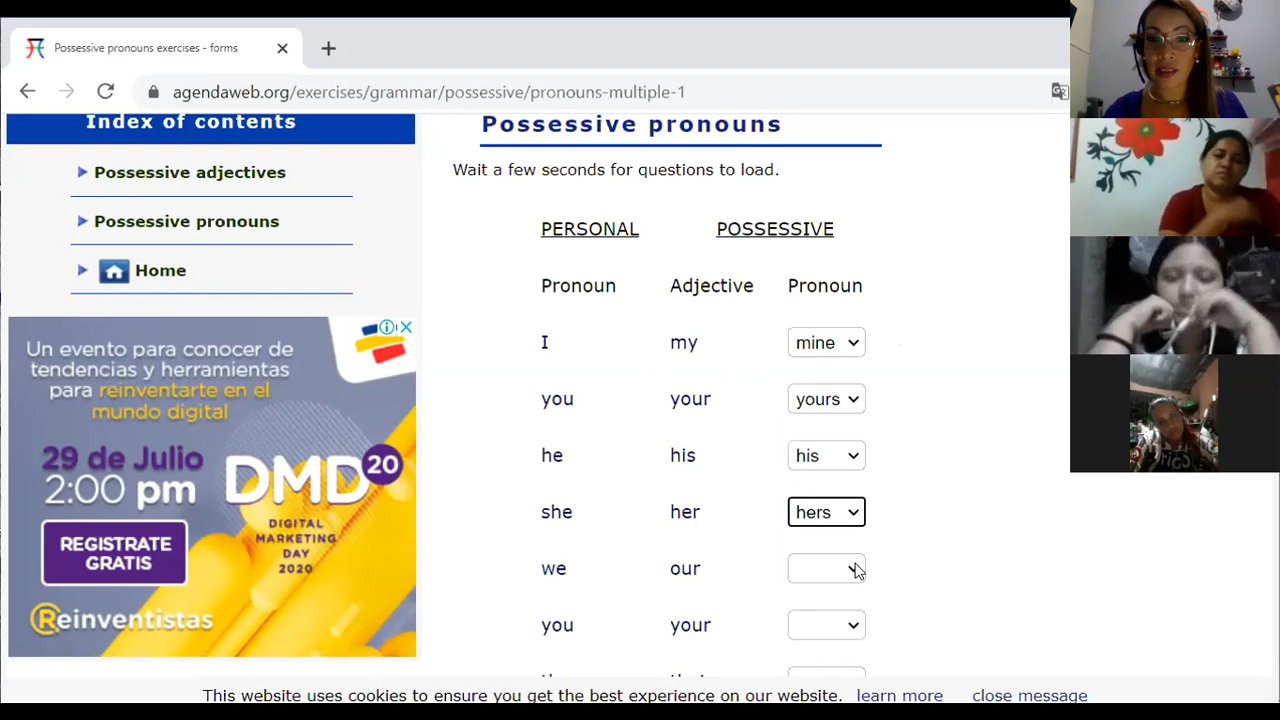 Possessive pronouns exercises - forms
agendaweb.org/exercises/grammar/possessive/pronouns-multiple-1
Index of contents
Possessive adjectives
Possessive pronouns
Home
Un evento para conocer de
tendencias y herramientas
para reinventarte en el
mundo digital
29 de Julio
2:00 pm
REGISTRATE
GRATIS
DMD20
DIGITAL
MARKETING
DAY
2020
Reinventistas
Possessive pronouns
Wait a few seconds for questions to load.
PERSONAL POSSESSIVE
Pronoun Adjective Pronoun
I my mine
you your yours
he his his
she her hers
we our
you your
This website uses cookies to ensure you get the best experience on our website. learn more close message